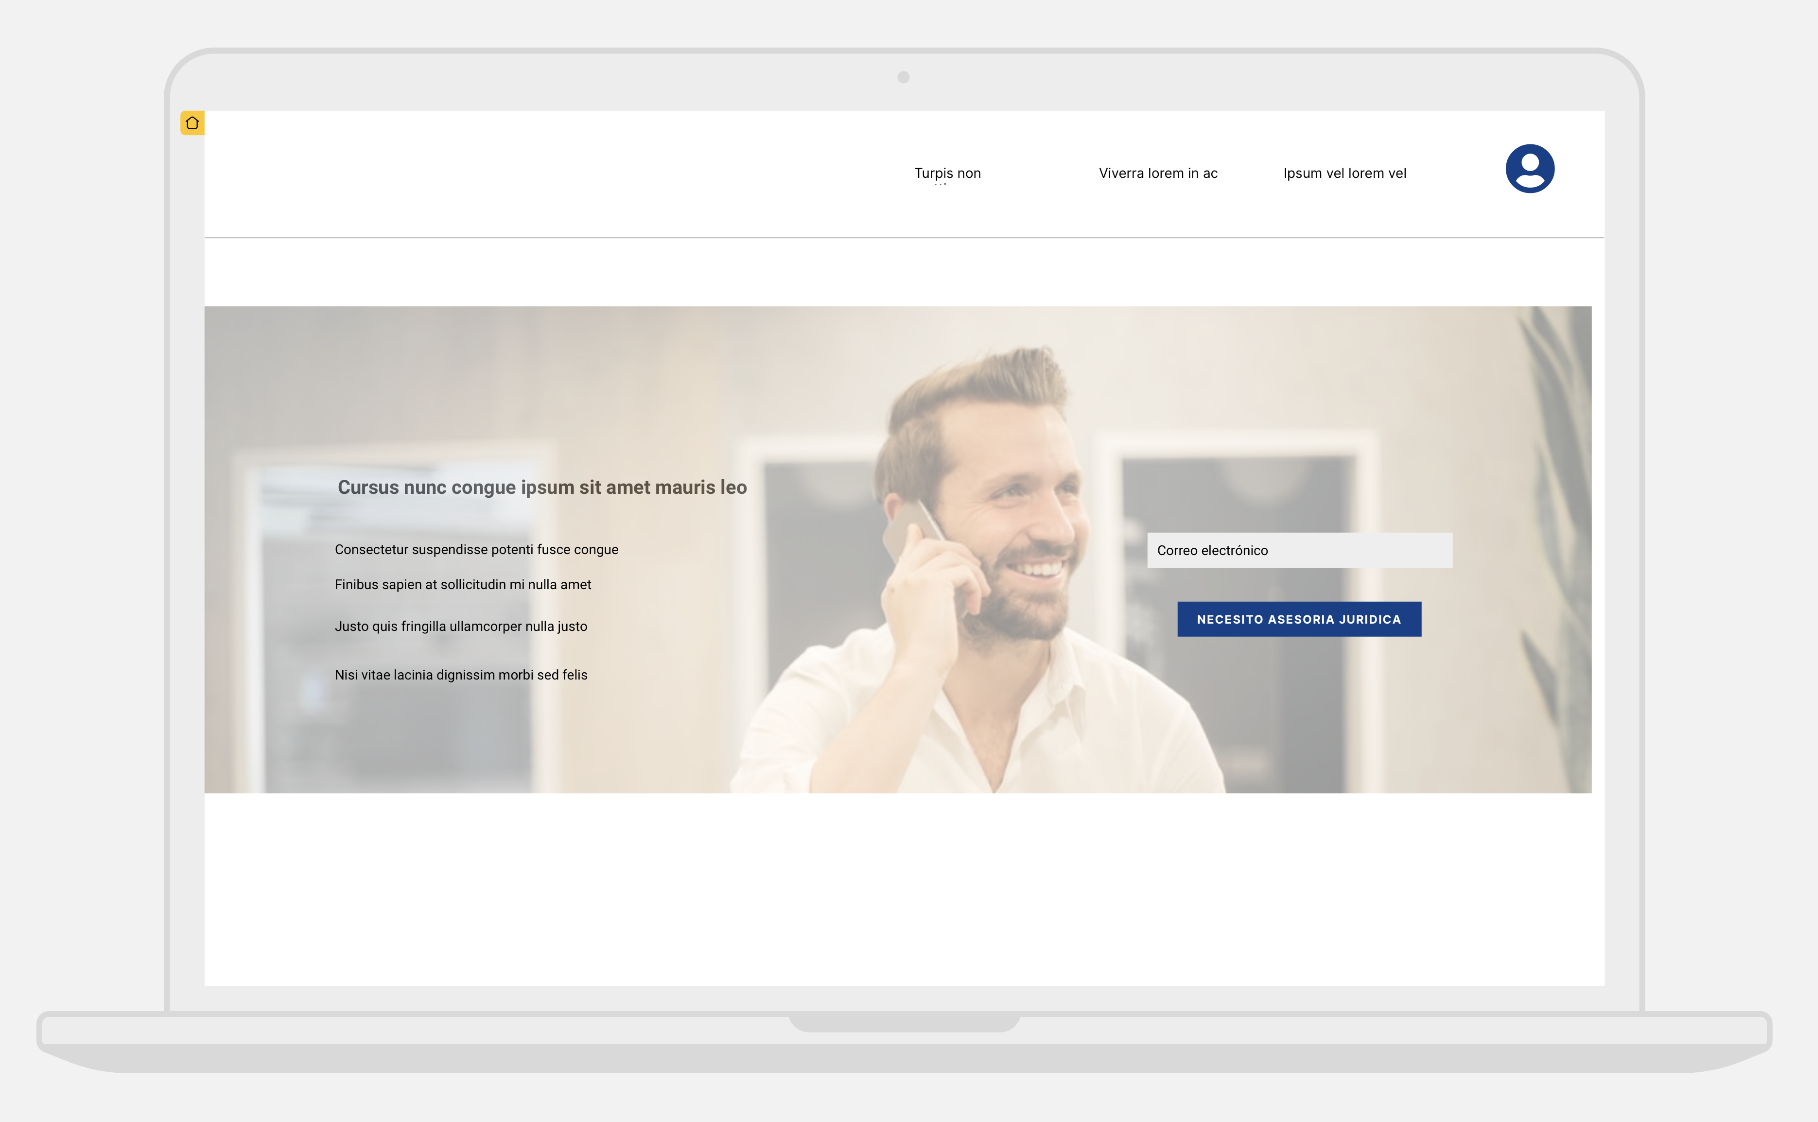 Turpis non
Viverra lorem in ac
Ipsum vel lorem vel
Cursus nunc congue ipsum sit amet mauris leo
Consectetur suspendisse potenti fusce congue
Finibus sapien at sollicitudin mi nulla amet
Justo quis fringilla ullamcorper nulla justo
Nisi vitae lacinia dignissim morbi sed felis
Correo electrónico
NECESITO ASESORIA JURIDICA